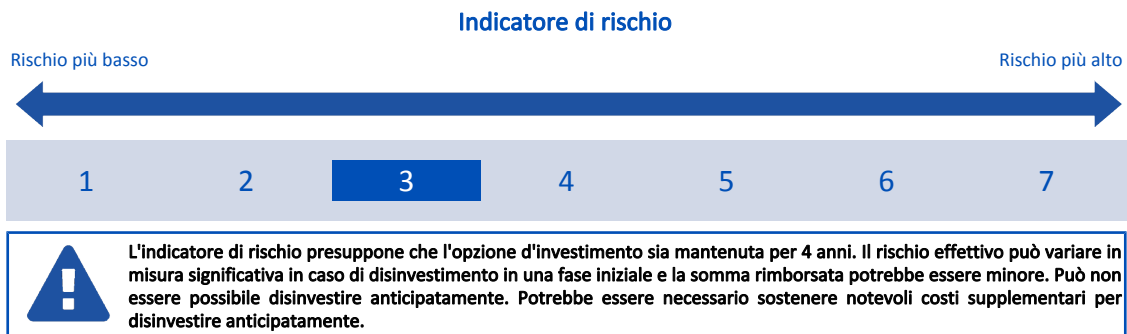 Indicatore di rischio
Rischio più basso
Rischio più alto
1 2 3 4 5 6 7
L'indicatore di rischio presuppone che l'opzione d'investimento sia mantenuta per 4 anni. Il rischio effettivo può variare in
misura significativa in caso di disinvestimento in una fase iniziale e la somma rimborsata potrebbe essere minore. Può non
essere possibile disinvestire anticipatamente. Potrebbe essere necessario sostenere notevoli costi supplementari per
disinvestire anticipatamente.